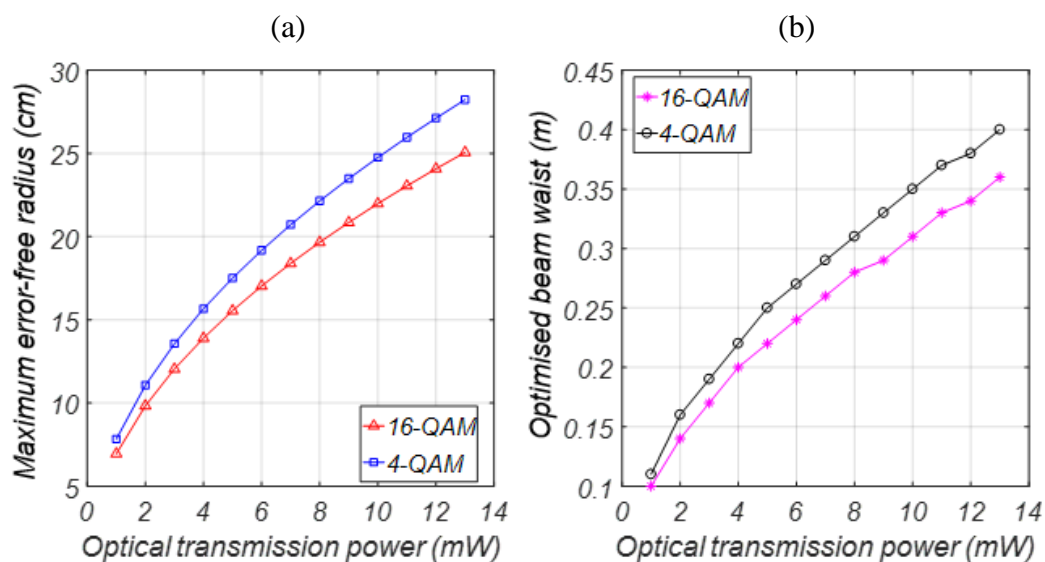 (a)
Maximum error-free radius (cm)
30
25
20
15
10
5
0 2 4 6 8 10 12 14
Optical transmission power (mW)
16-QAM
4-QAM
(b)
Optimised beam waist (m)
0.45
0.4
0.35
0.3
0.25
0.2
0.15
0.1
0 2 4 6 8 10 12 14
Optical transmission power (mW)
16-QAM
4-QAM